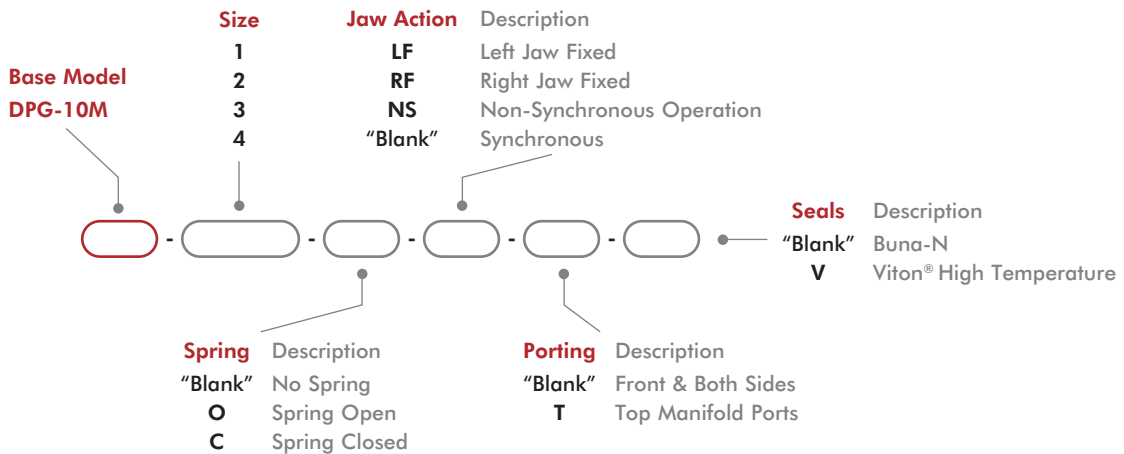 Size Jaw Action Description
1 LF Left Jaw Fixed
2 RF Right Jaw Fixed
3 NS Non-Synchronous Operation
4 “Blank” Synchronous
Base Model
DPG-10M
- - - - -
Seals Description
“Blank” Buna-N
V Viton® High Temperature
Spring Description
“Blank” No Spring
O Spring Open
C Spring Closed
Porting Description
“Blank” Front & Both Sides
T Top Manifold Ports